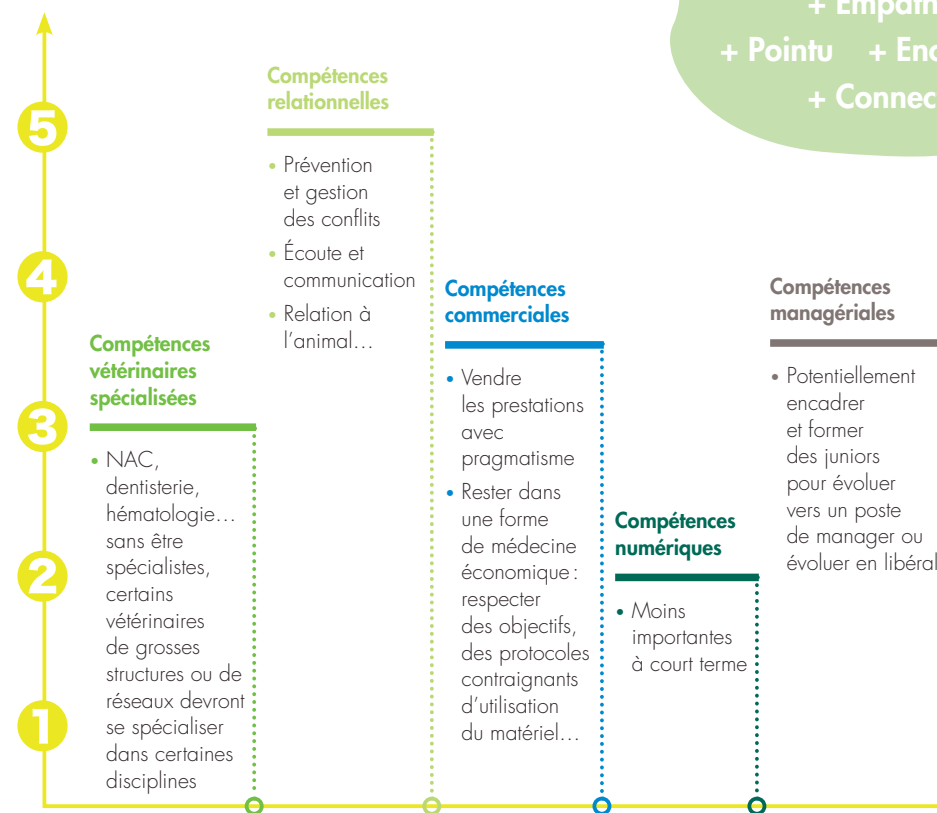 + Pointu
5
4
3
2
1
Compétences
vétérinaires
spécialisées
• NAC,
dentisterie,
hématologie…
sans être
spécialistes,
certains
vétérinaires
de grosses
structures ou de
réseaux devront
se spécialiser
dans certaines
disciplines
Compétences
relationnelles
• Prévention
et gestion
des conflits
• Écoute et
communication
• Relation à
l’animal…
Compétences
commerciales
• Vendre
les prestations
avec
pragmatisme
• Rester dans
une forme
de médecine
économique :
respecter
des objectifs,
des protocoles
contraignants
d’utilisation
du matériel…
Compétences
numériques
• Moins
importantes
à court terme
Compétences
managériales
• Potentiellement
encadrer
et former
des juniors
pour évoluer
vers un poste
de manager ou
évoluer en libéral